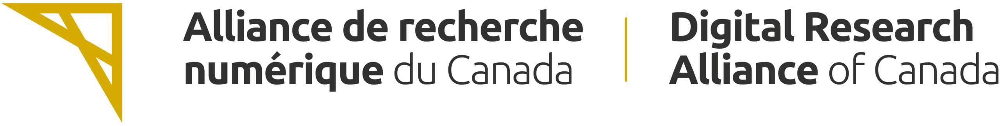 Alliance de recherche
numérique du Canada
Digital Research
Alliance of Canada